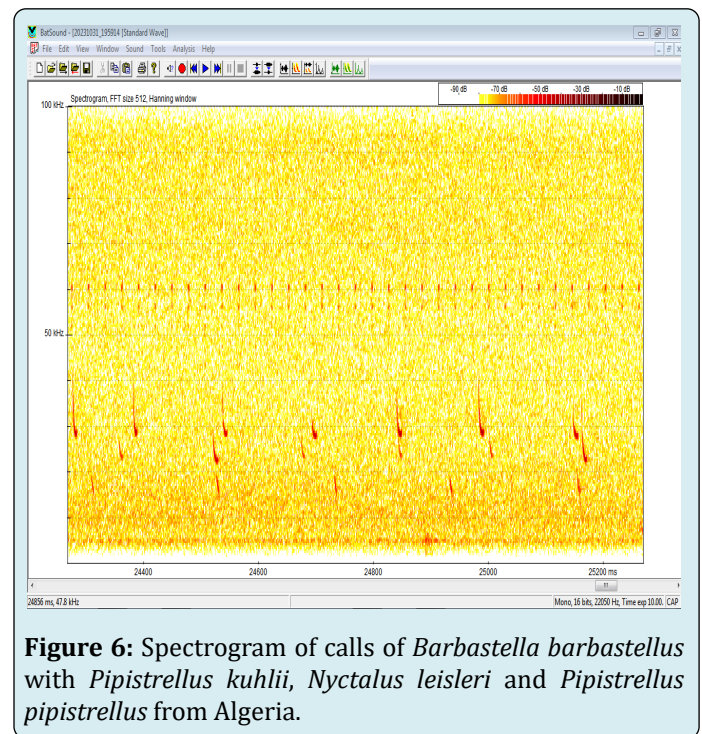 BatSound - [20231031_195914 [Standard Wave]]
File Edit View Window Sound Tools Analysis Help
-90 dB -70 dB -50 dB -30 dB -10 dB
Spectrogram, FFT size 512, Hanning window
100 kHz
50 kHz
24400 24600 24800 25000 25200 ms
24856 ms, 47.8 kHz Mono, 16 bits, 22050 Hz, Time exp 10.00. CAP
Figure 6: Spectrogram of calls of Barbastella barbastellus
with Pipistrellus kuhlii, Nyctalus leisleri and Pipistrellus
pipistrellus from Algeria.